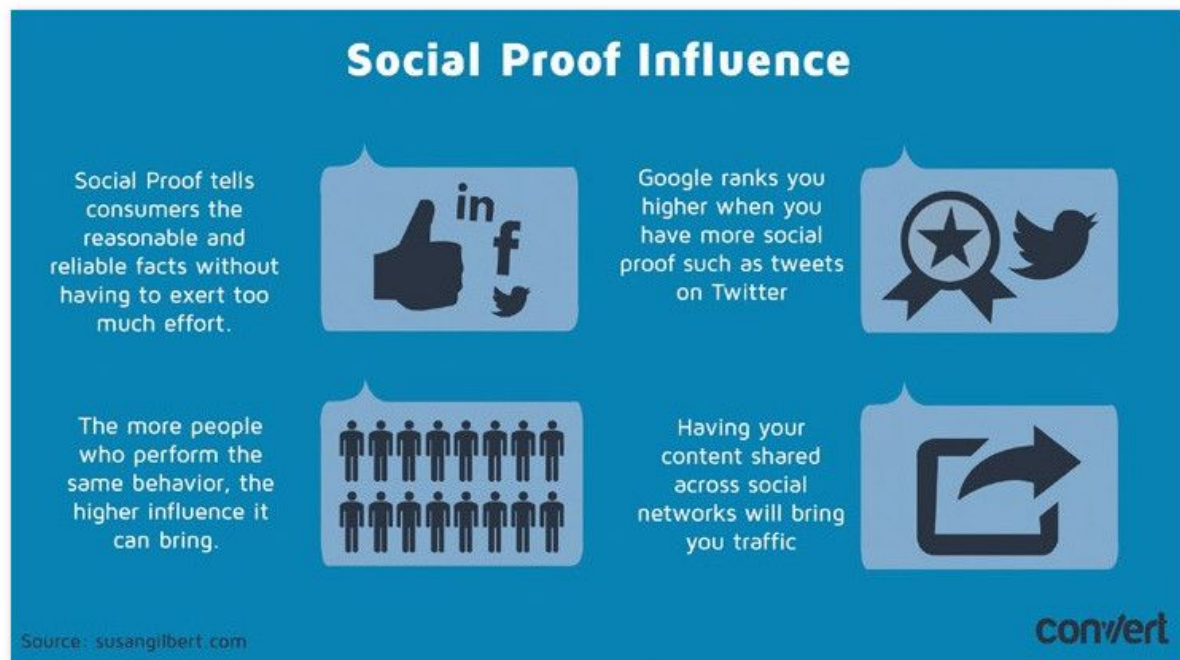 Social Proof Influence
Social Proof tells
consumers the
reasonable and
reliable facts without
having to exert too
much effort.
in
f
Google ranks you
higher when you
have more social
proof such as tweets
on Twitter
The more people
who perform the
same behavior, the
higher influence it
can bring.
Having your
content shared
across social
networks will bring
you traffic
Source: susangilbert.com
convert